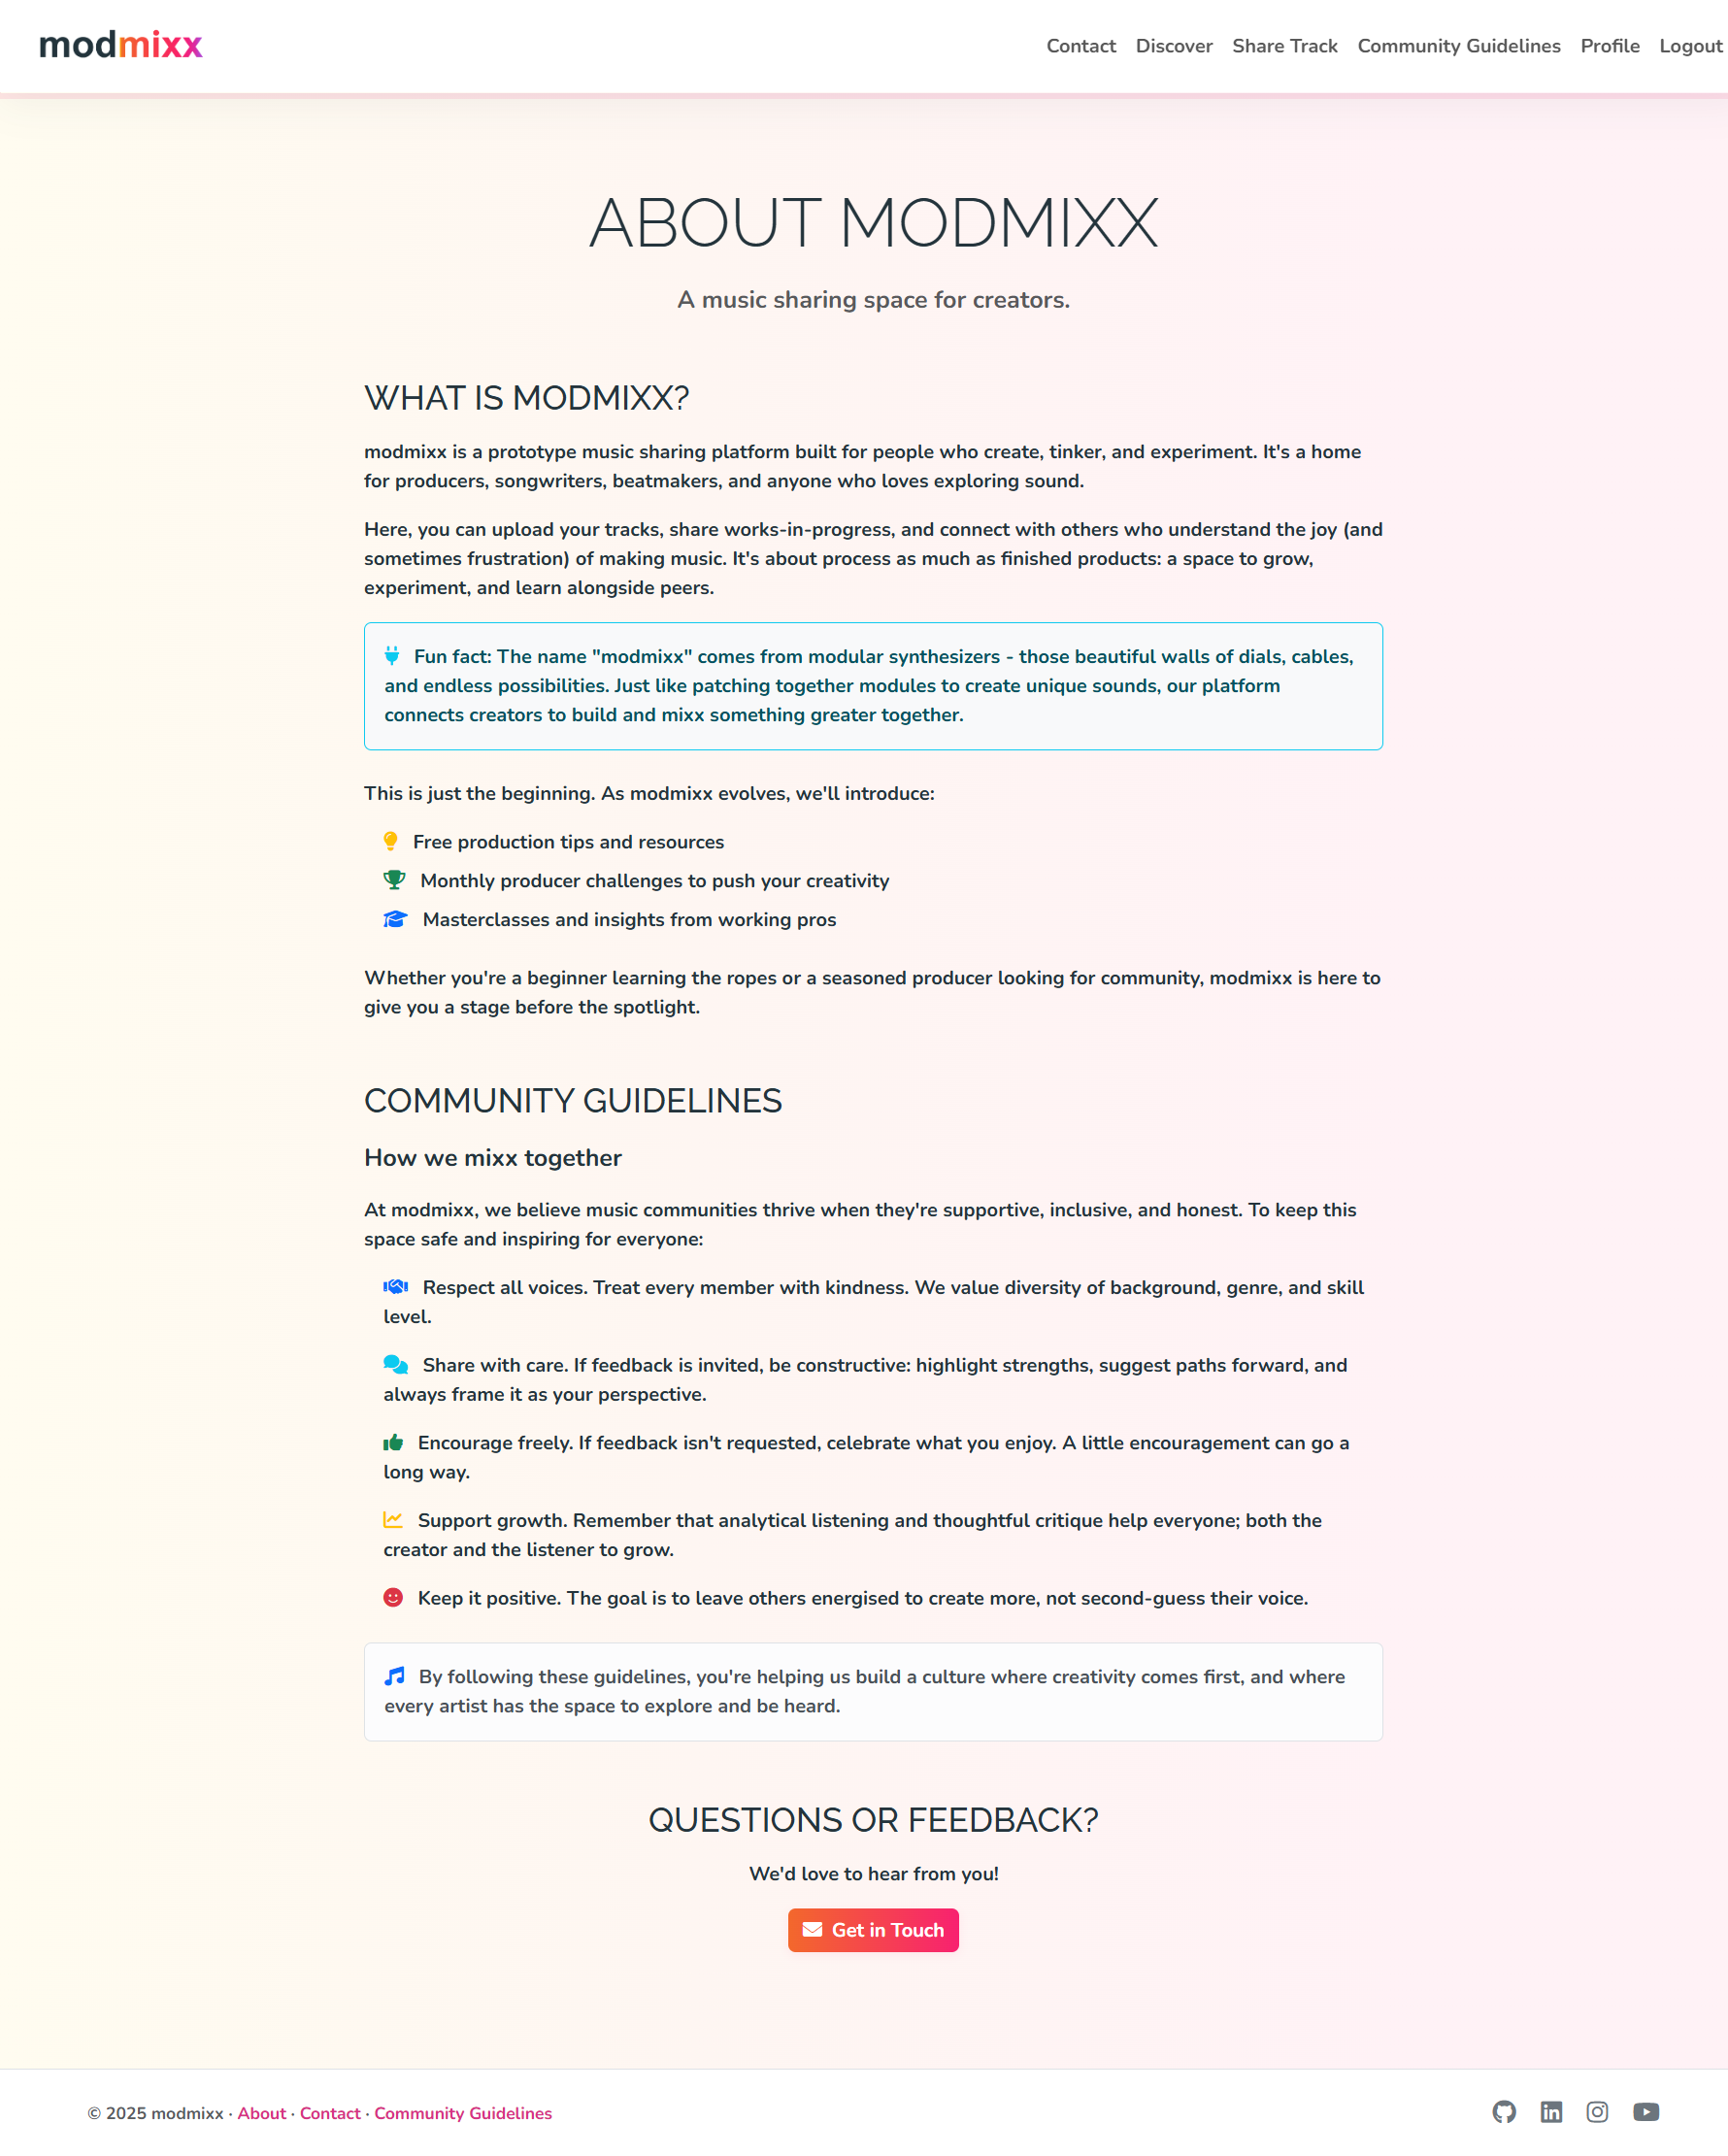 modmixx
Contact Discover Share Track Community Guidelines Profile Logout
ABOUT MODMIXX
A music sharing space for creators.
WHAT IS MODMIXX?
modmixx is a prototype music sharing platform built for people who create, tinker, and experiment. It's a home
for producers, songwriters, beatmakers, and anyone who loves exploring sound.
Here, you can upload your tracks, share works-in-progress, and connect with others who understand the joy (and
sometimes frustration) of making music. It's about process as much as finished products: a space to grow,
experiment, and learn alongside peers.
Fun fact: The name "modmixx" comes from modular synthesizers - those beautiful walls of dials, cables,
and endless possibilities. Just like patching together modules to create unique sounds, our platform
connects creators to build and mixx something greater together.
This is just the beginning. As modmixx evolves, we'll introduce:
Free production tips and resources
Monthly producer challenges to push your creativity
Masterclasses and insights from working pros
Whether you're a beginner learning the ropes or a seasoned producer looking for community, modmixx is here to
give you a stage before the spotlight.
COMMUNITY GUIDELINES
How we mixx together
At modmixx, we believe music communities thrive when they're supportive, inclusive, and honest. To keep this
space safe and inspiring for everyone:
Respect all voices. Treat every member with kindness. We value diversity of background, genre, and skill
level.
Share with care. If feedback is invited, be constructive: highlight strengths, suggest paths forward, and
always frame it as your perspective.
Encourage freely. If feedback isn't requested, celebrate what you enjoy. A little encouragement can go a
long way.
Support growth. Remember that analytical listening and thoughtful critique help everyone; both the
creator and the listener to grow.
Keep it positive. The goal is to leave others energised to create more, not second-guess their voice.
By following these guidelines, you're helping us build a culture where creativity comes first, and where
every artist has the space to explore and be heard.
QUESTIONS OR FEEDBACK?
We'd love to hear from you!
Get in Touch
© 2025 modmixx · About · Contact · Community Guidelines